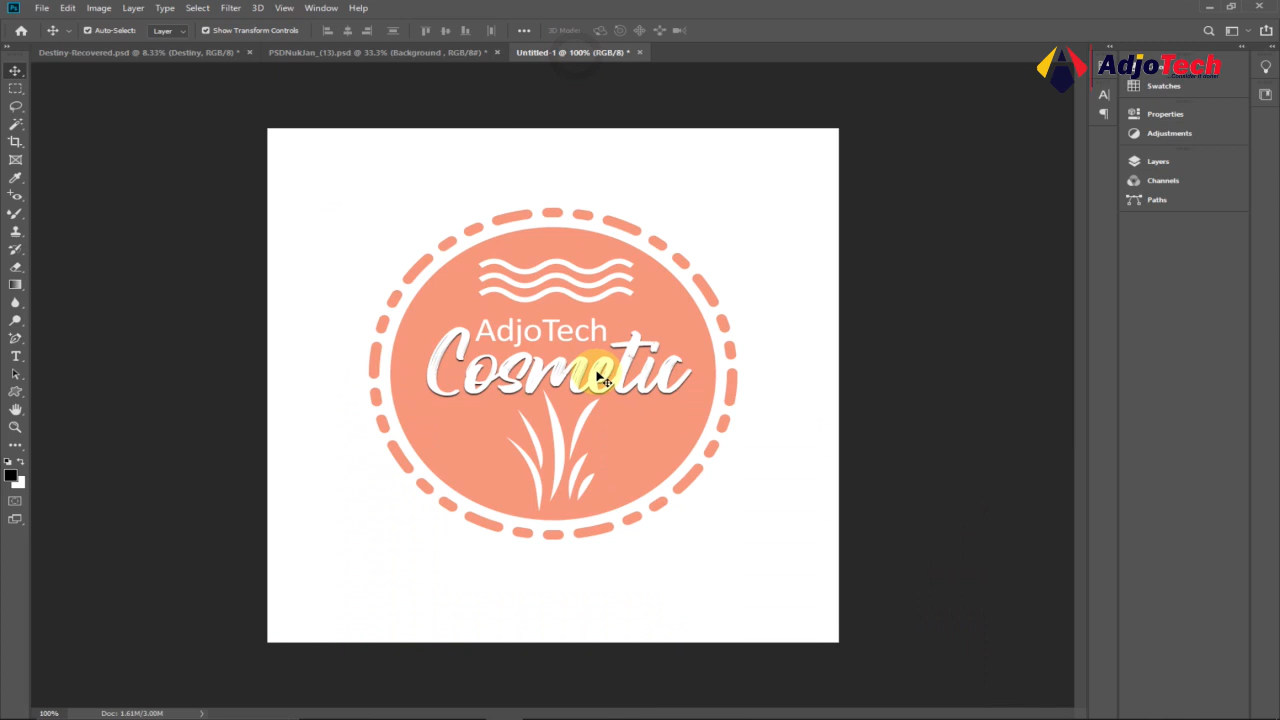 File Edit Image Layer Type Select Filter 3D View Window Help
Auto-Select: Layer Show Transform Controls 3D Mode:
Destiny-Recovered.psd @ 8.33% (Destiny, RGB/8) * × PSDNukJan_(13).psd @ 33.3% (Background , RGB/8#) * × Untitled-1 @ 100% (RGB/8) * ×
AdjoTech
...Consider it done!
Swatches
Properties
Adjustments
Layers
Channels
Paths
AdjoTech
Cosmetic
100% Doc: 1.61M/3.00M